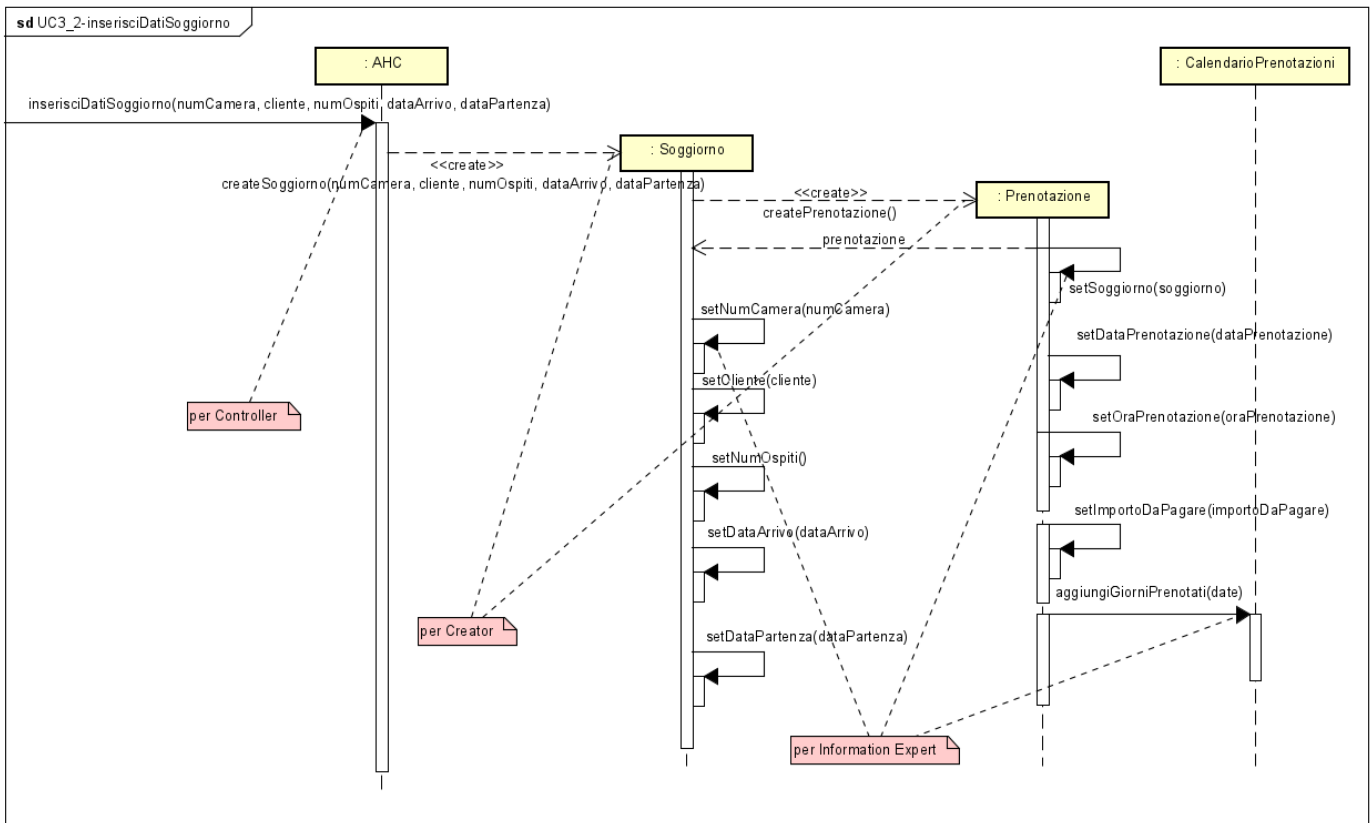 sd UC3_2-inserisciDatiSoggiorno
: AHC
: CalendarioPrenotazioni
inserisciDatiSoggiorno(numCamera, cliente, numOspiti, dataArrivo, dataPartenza)
: Soggiorno
<<create>>
createSoggiorno(numCamera, cliente, numOspiti, dataArrivo, dataPartenza)
<<create>>
: Prenotazione
createPrenotazione()
prenotazione
setSoggiorno(soggiorno)
setNumCamera(numCamera)
setDataPrenotazione(dataPrenotazione)
setCliente(cliente)
per Controller
setOraPrenotazione(oraPrenotazione)
setNumOspiti()
setImportoDaPagare(importoDaPagare)
setDataArrivo(dataArrivo)
aggiungiGiorniPrenotati(date)
per Creator
setDataPartenza(dataPartenza)
per Information Expert